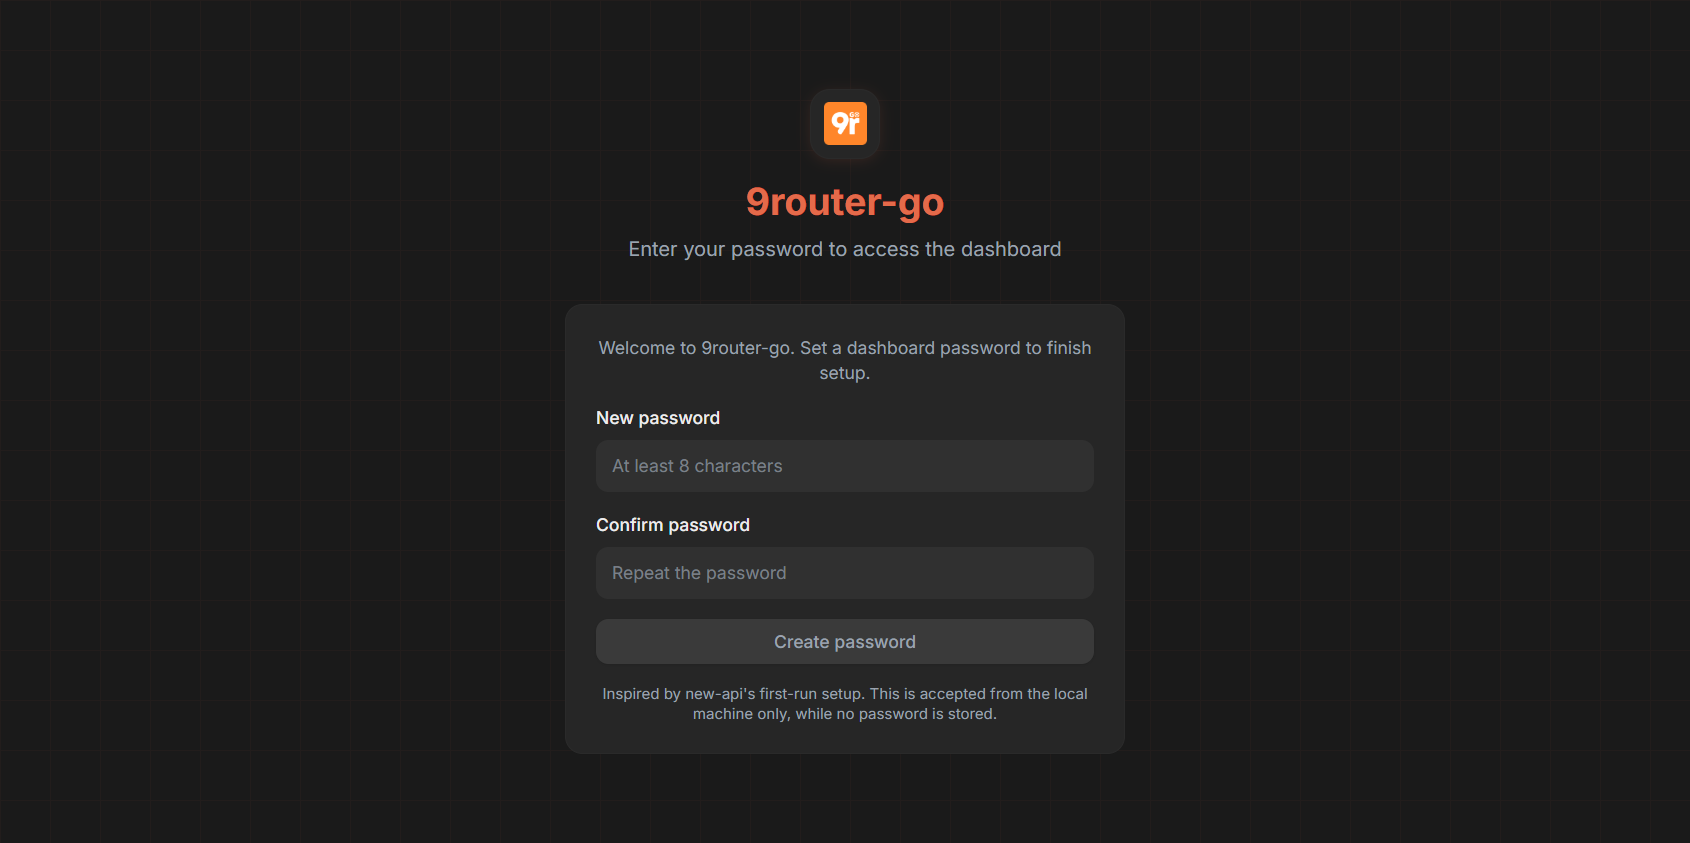 9r
GO
9router-go
Enter your password to access the dashboard
Welcome to 9router-go. Set a dashboard password to finish
setup.
New password
At least 8 characters
Confirm password
Repeat the password
Create password
Inspired by new-api's first-run setup. This is accepted from the local
machine only, while no password is stored.